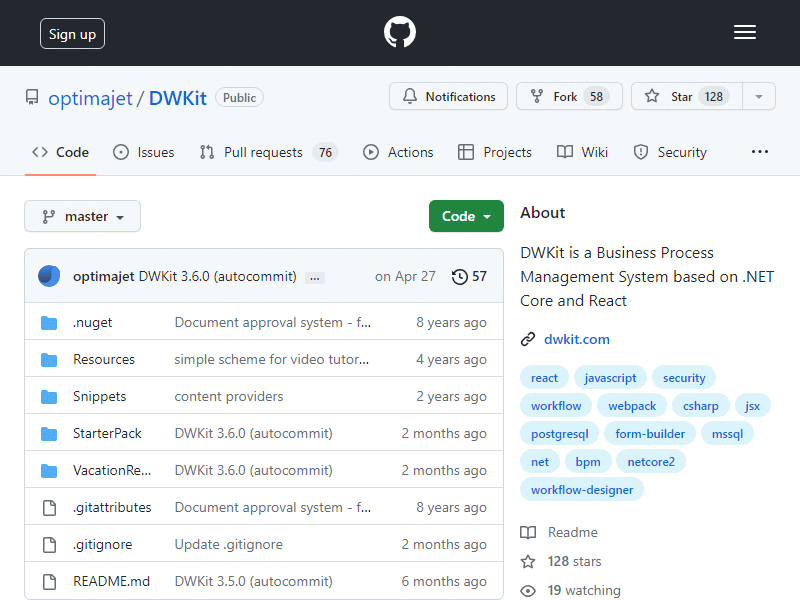 Sign up
optimajet / DWKit Public
Notifications Fork 58 Star 128
Code Issues Pull requests 76 Actions Projects Wiki Security ...
master Code
optimajet DWKit 3.6.0 (autocommit) ... on Apr 27 57
.nuget Document approval system - f... 8 years ago
Resources simple scheme for video tutor... 4 years ago
Snippets content providers 2 years ago
StarterPack DWKit 3.6.0 (autocommit) 2 months ago
VacationRe... DWKit 3.6.0 (autocommit) 2 months ago
.gitattributes Document approval system - f... 8 years ago
.gitignore Update .gitignore 2 months ago
README.md DWKit 3.5.0 (autocommit) 6 months ago
About
DWKit is a Business Process
Management System based on .NET
Core and React
dwkit.com
react javascript security
workflow webpack csharp jsx
postgresql form-builder mssql
net bpm netcore2
workflow-designer
Readme
128 stars
19 watching